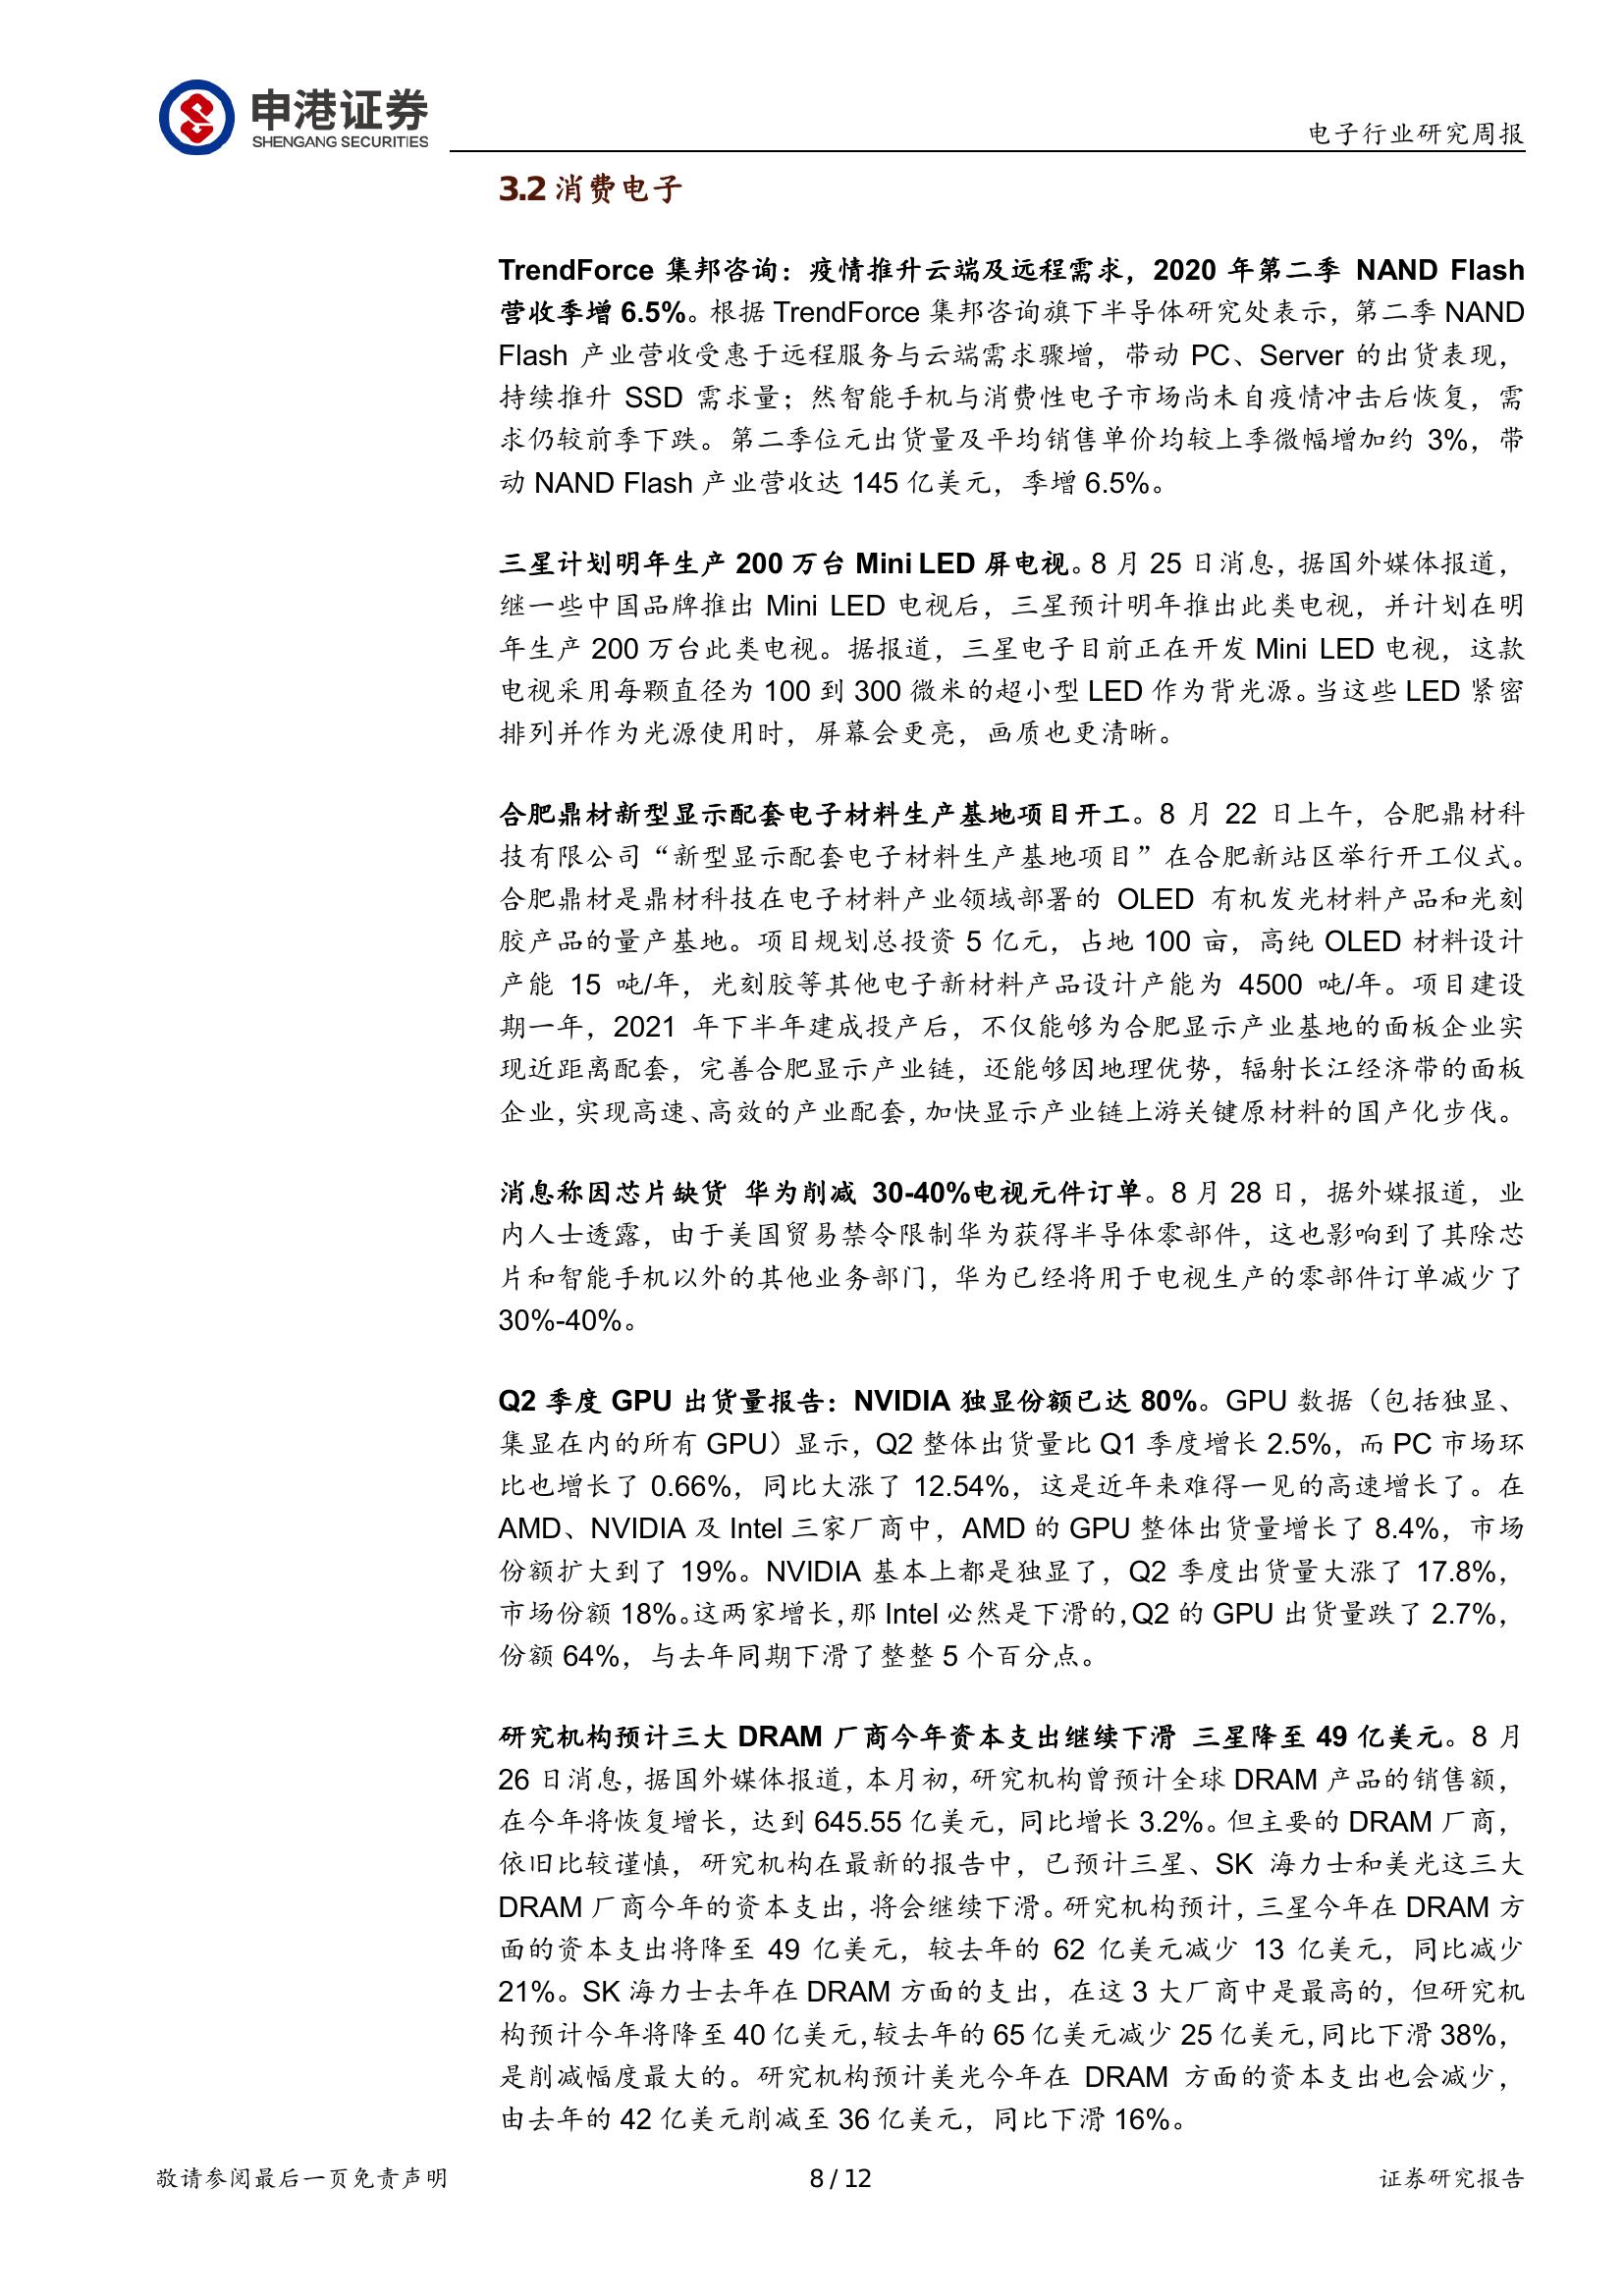 申港证券
SHENGANG SECURITIES
电子行业研究周报
3.2 消费电子
TrendForce 集邦咨询：疫情推升云端及远程需求，2020 年第二季 NAND Flash
营收季增 6.5%。根据 TrendForce 集邦咨询旗下半导体研究处表示，第二季 NAND
Flash 产业营收受惠于远程服务与云端需求骤增，带动 PC、Server 的出货表现，
持续推升 SSD 需求量；然智能手机与消费性电子市场尚未自疫情冲击后恢复，需
求仍较前季下跌。第二季位元出货量及平均销售单价均较上季微幅增加约 3%，带
动 NAND Flash 产业营收达 145 亿美元，季增 6.5%。
三星计划明年生产 200 万台 Mini LED 屏电视。8 月 25 日消息，据国外媒体报道，
继一些中国品牌推出 Mini LED 电视后，三星预计明年推出此类电视，并计划在明
年生产 200 万台此类电视。据报道，三星电子目前正在开发 Mini LED 电视，这款
电视采用每颗直径为 100 到 300 微米的超小型 LED 作为背光源。当这些 LED 紧密
排列并作为光源使用时，屏幕会更亮，画质也更清晰。
合肥鼎材新型显示配套电子材料生产基地项目开工。8 月 22 日上午，合肥鼎材科
技有限公司“新型显示配套电子材料生产基地项目”在合肥新站区举行开工仪式。
合肥鼎材是鼎材科技在电子材料产业领域部署的 OLED 有机发光材料产品和光刻
胶产品的量产基地。项目规划总投资 5 亿元，占地 100 亩，高纯 OLED 材料设计
产能 15 吨/年，光刻胶等其他电子新材料产品设计产能为 4500 吨/年。项目建设
期一年，2021 年下半年建成投产后，不仅能够为合肥显示产业基地的面板企业实
现近距离配套，完善合肥显示产业链，还能够因地理优势，辐射长江经济带的面板
企业，实现高速、高效的产业配套，加快显示产业链上游关键原材料的国产化步伐。
消息称因芯片缺货 华为削减 30-40%电视元件订单。8 月 28 日，据外媒报道，业
内人士透露，由于美国贸易禁令限制华为获得半导体零部件，这也影响到了其除芯
片和智能手机以外的其他业务部门，华为已经将用于电视生产的零部件订单减少了
30%-40%。
Q2 季度 GPU 出货量报告：NVIDIA 独显份额已达 80%。GPU 数据（包括独显、
集显在内的所有 GPU）显示，Q2 整体出货量比 Q1 季度增长 2.5%，而 PC 市场环
比也增长了 0.66%，同比大涨了 12.54%，这是近年来难得一见的高速增长了。在
AMD、NVIDIA 及 Intel 三家厂商中，AMD 的 GPU 整体出货量增长了 8.4%，市场
份额扩大到了 19%。NVIDIA 基本上都是独显了，Q2 季度出货量大涨了 17.8%，
市场份额 18%。这两家增长，那 Intel 必然是下滑的，Q2 的 GPU 出货量跌了 2.7%，
份额 64%，与去年同期下滑了整整 5 个百分点。
研究机构预计三大 DRAM 厂商今年资本支出继续下滑 三星降至 49 亿美元。8 月
26 日消息，据国外媒体报道，本月初，研究机构曾预计全球 DRAM 产品的销售额，
在今年将恢复增长，达到 645.55 亿美元，同比增长 3.2%。但主要的 DRAM 厂商，
依旧比较谨慎，研究机构在最新的报告中，已预计三星、SK 海力士和美光这三大
DRAM 厂商今年的资本支出，将会继续下滑。研究机构预计，三星今年在 DRAM 方
面的资本支出将降至 49 亿美元，较去年的 62 亿美元减少 13 亿美元，同比减少
21%。SK 海力士去年在 DRAM 方面的支出，在这 3 大厂商中是最高的，但研究机
构预计今年将降至 40 亿美元，较去年的 65 亿美元减少 25 亿美元，同比下滑 38%，
是削减幅度最大的。研究机构预计美光今年在 DRAM 方面的资本支出也会减少，
由去年的 42 亿美元削减至 36 亿美元，同比下滑 16%。
敬请参阅最后一页免责声明
8 / 12
证券研究报告